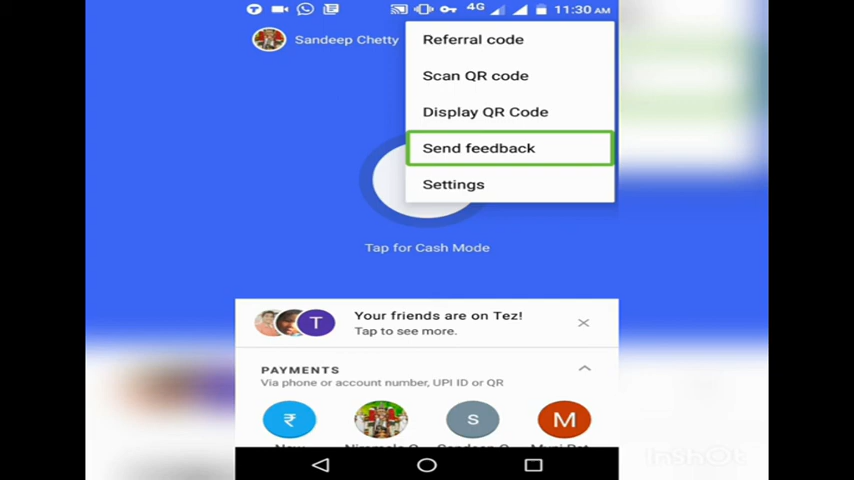 4G 11:30 AM
Sandeep Chetty
Referral code
Scan QR code
Display QR Code
Send feedback
Settings
Tap for Cash Mode
T
Your friends are on Tez!
Tap to see more.
PAYMENTS
Via phone or account number, UPI ID or QR
₹ S M
InShOt